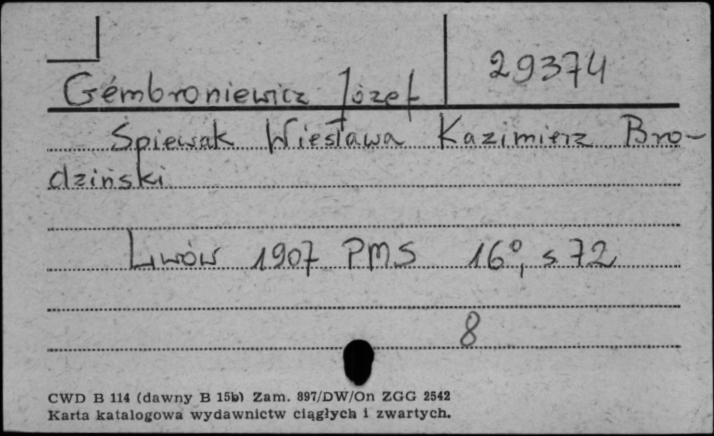 29374
Gembroniewicz Józef
Śpiewak Wiesława Kazimierz Bro-
dziński
Lwów 1907 PMS 16°, s 72
8
CWD B 114 (dawny B 15b) Zam. 897/DW/On ZGG 2542
Karta katalogowa wydawnictw ciągłych i zwartych.